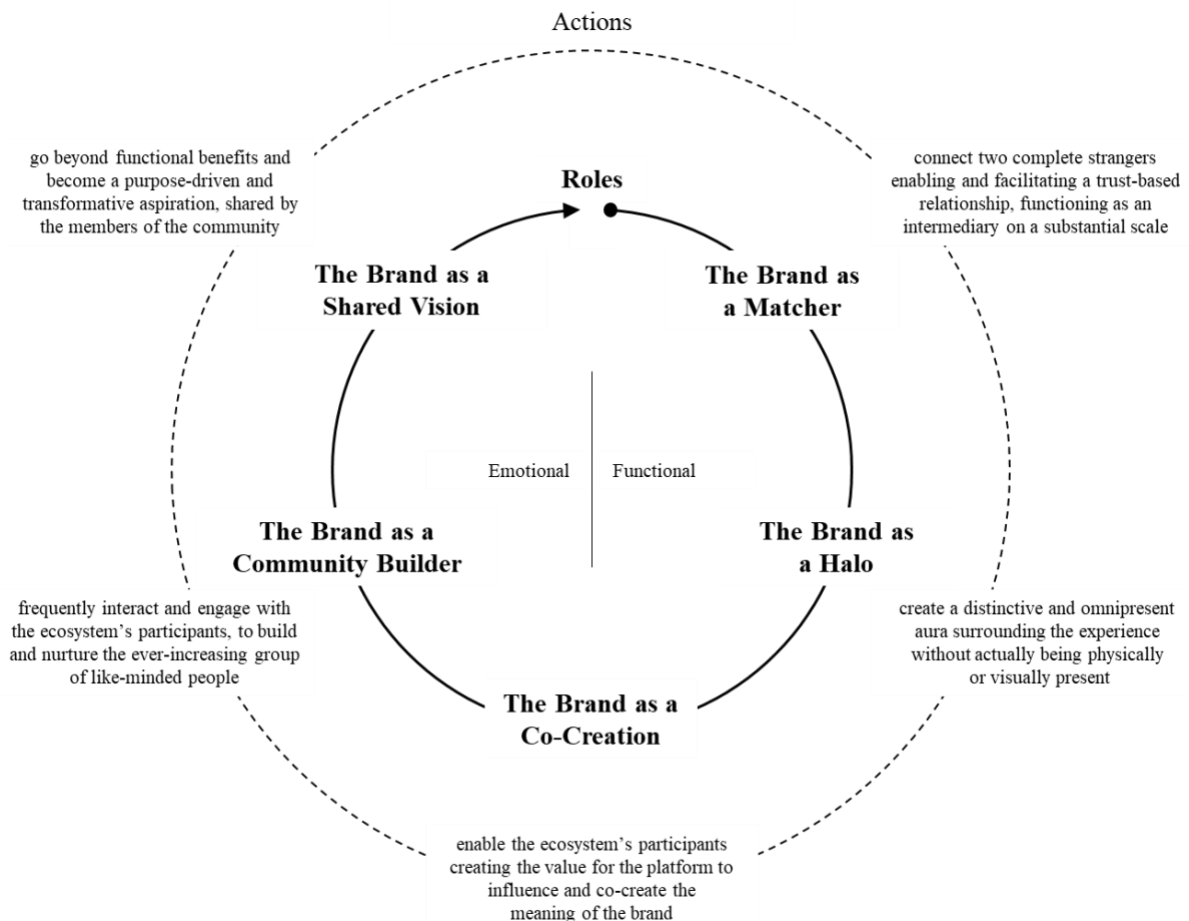 Actions
Roles
connect two complete strangers
enabling and facilitating a trust-based
relationship, functioning as an
intermediary on a substantial scale
The Brand as
a Matcher
The Brand as
a Halo
create a distinctive and omnipresent
aura surrounding the experience
without actually being physically
or visually present
The Brand as a
Co-Creation
enable the ecosystem's participants
creating the value for the platform to
influence and co-create the
meaning of the brand
The Brand as a
Community Builder
frequently interact and engage with
the ecosystem's participants, to build
and nurture the ever-increasing group
of like-minded people
The Brand as a
Shared Vision
go beyond functional benefits and
become a purpose-driven and
transformative aspiration, shared by
the members of the community
Emotional
Functional